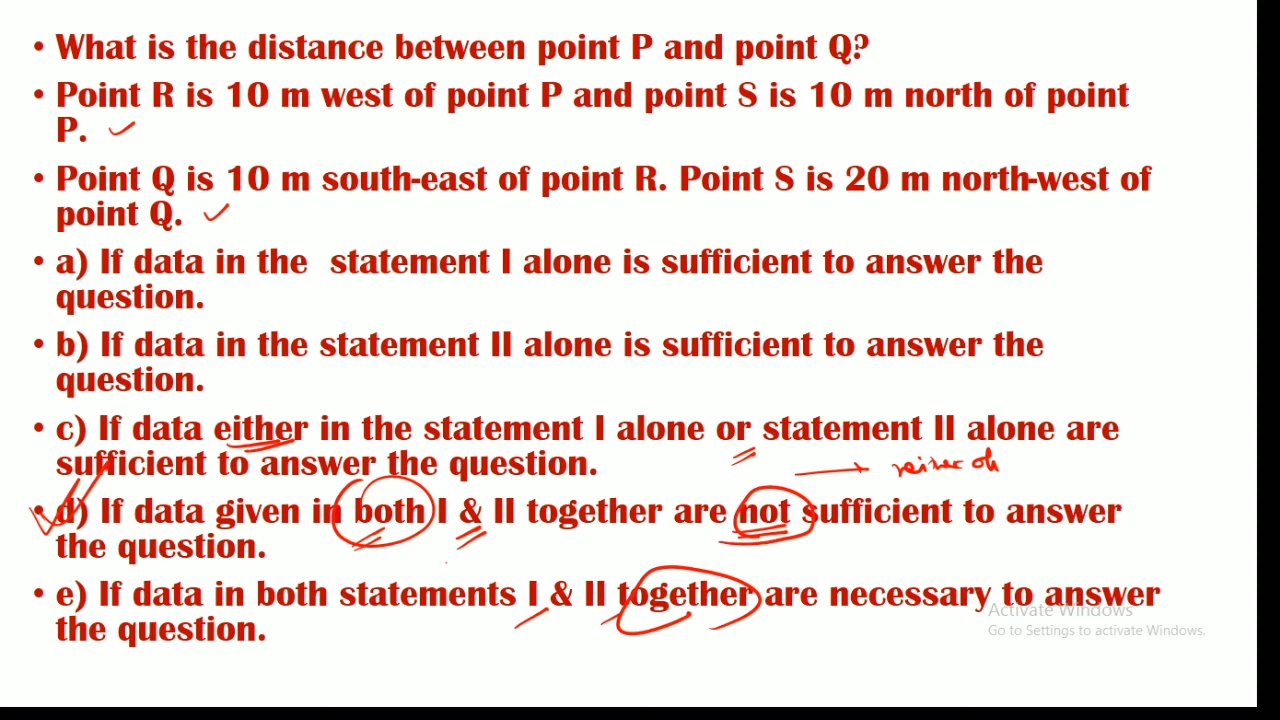 • What is the distance between point P and point Q?
• Point R is 10 m west of point P and point S is 10 m north of point
P.
• Point Q is 10 m south-east of point R. Point S is 20 m north-west of
point Q.
• a) If data in the statement I alone is sufficient to answer the
question.
• b) If data in the statement II alone is sufficient to answer the
question.
• c) If data either in the statement I alone or statement II alone are
sufficient to answer the question.
• d) If data given in both I & II together are not sufficient to answer
the question.
• e) If data in both statements I & II together are necessary to answer
the question.
Activate Windows
Go to Settings to activate Windows.